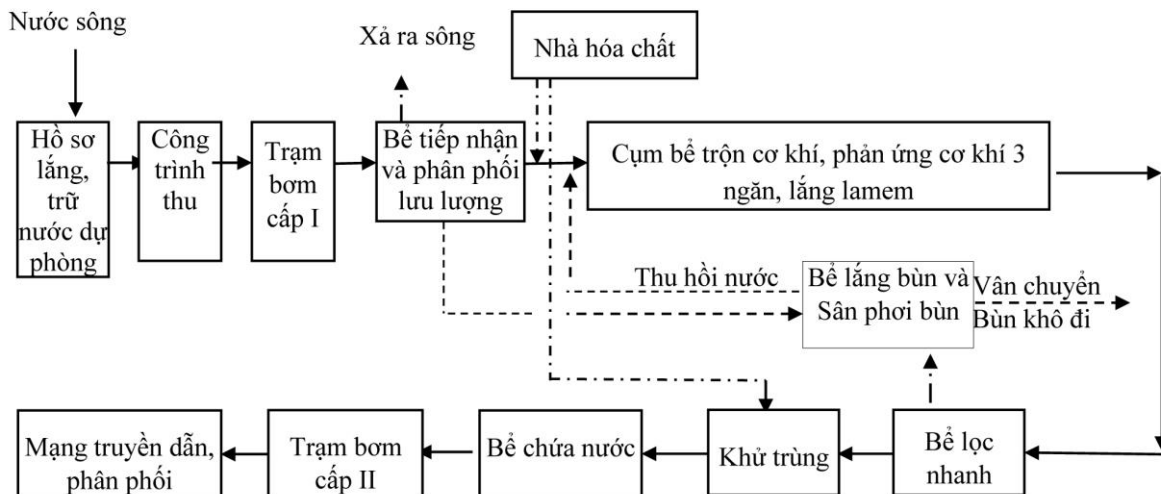 Nước sông
Xả ra sông
Nhà hóa chất
Hồ sơ
lắng,
trữ
nước dự
phòng
Công
trình
thu
Trạm
bơm
cấp I
Bể tiếp nhận
và phân phối
lưu lượng
Cụm bể trộn cơ khí, phản ứng cơ khí 3
ngăn, lắng lamem
Thu hồi nước
Bể lắng bùn và
Sân phơi bùn
Vân chuyển
Bùn khô đi
Mạng truyền dẫn,
phân phối
Trạm bơm
cấp II
Bể chứa nước
Khử trùng
Bể lọc
nhanh